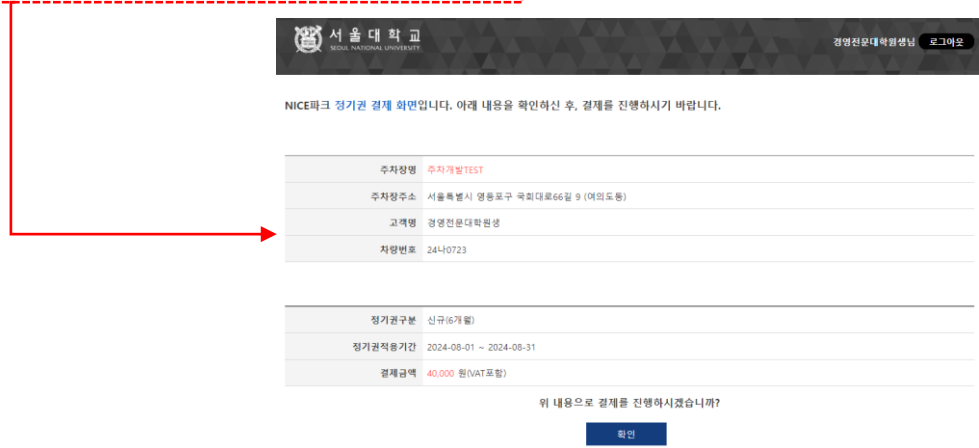 서울대학교
SEOUL NATIONAL UNIVERSITY
경영전문대학원생님 로그아웃
NICE파크 정기권 결제 화면입니다. 아래 내용을 확인하신 후, 결제를 진행하시기 바랍니다.
주차장명 주차개발TEST
주차장주소 서울특별시 영등포구 국회대로66길 9 (여의도동)
고객명 경영전문대학원생
차량번호 24나0723
정기권구분 신규(6개월)
정기권적용기간 2024-08-01 ~ 2024-08-31
결제금액 40,000 원(VAT포함)
위 내용으로 결제를 진행하시겠습니까?
확인